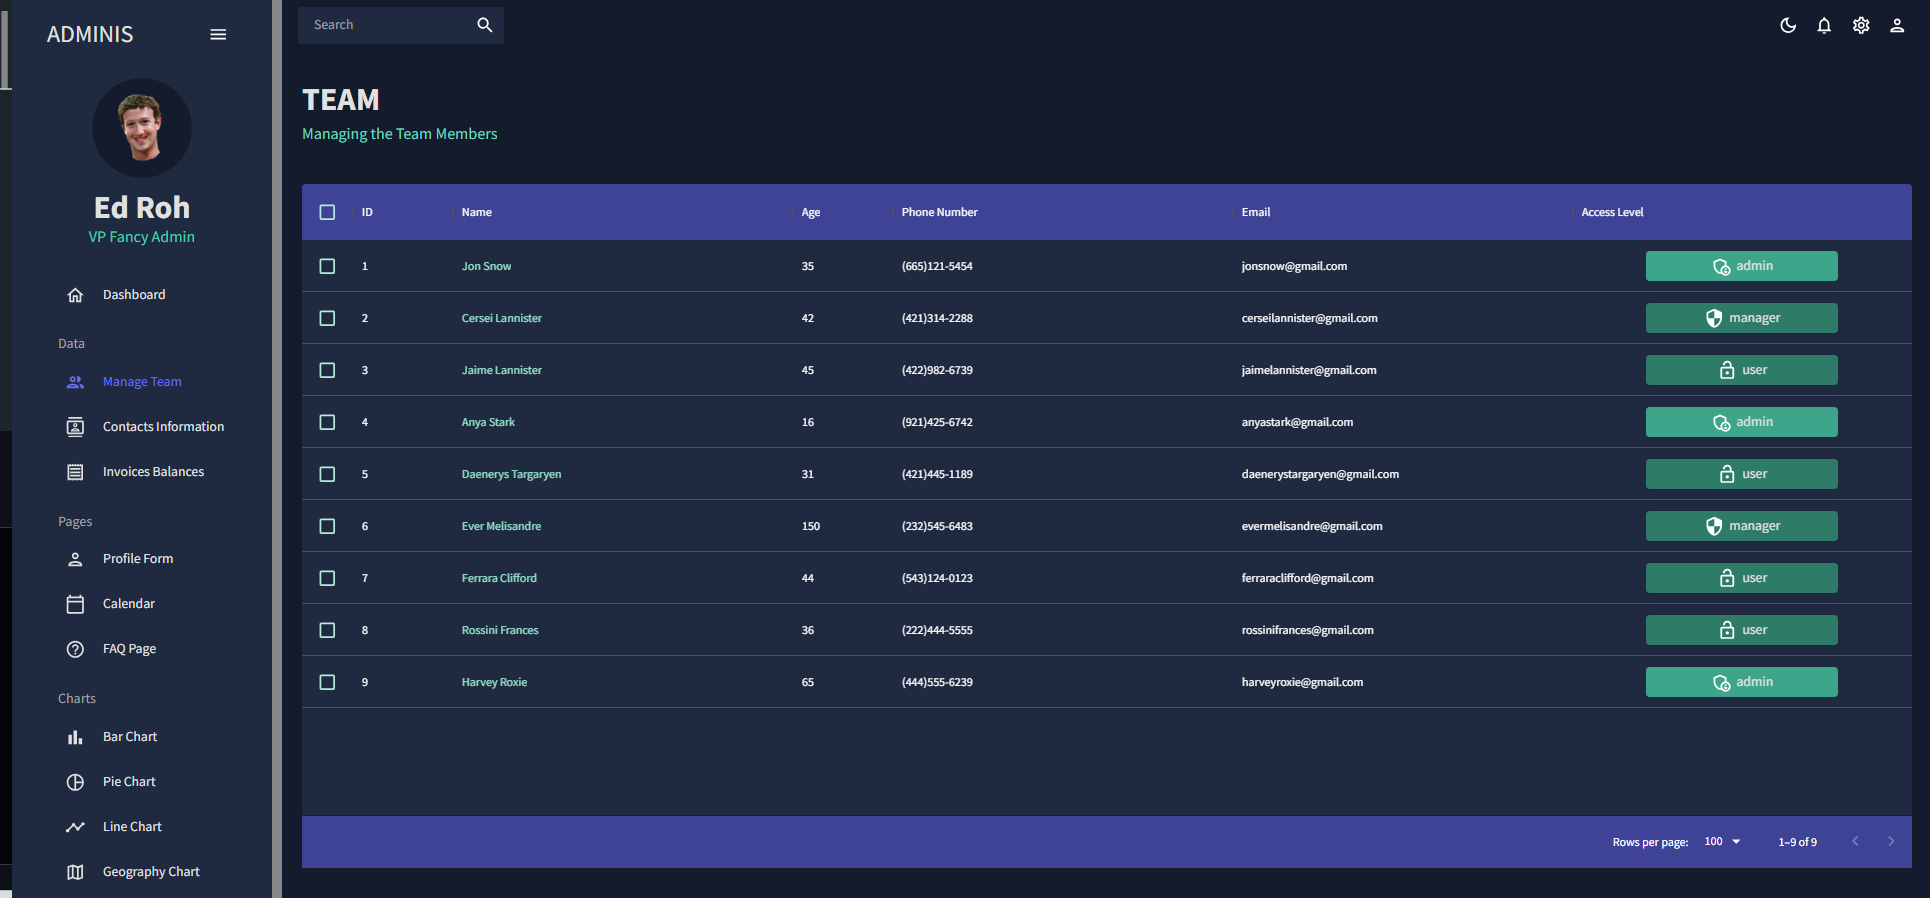 ADMINIS
Ed Roh
VP Fancy Admin
Dashboard
Data
Manage Team
Contacts Information
Invoices Balances
Pages
Profile Form
Calendar
FAQ Page
Charts
Bar Chart
Pie Chart
Line Chart
Geography Chart
Search
TEAM
Managing the Team Members
ID Name Age Phone Number Email Access Level
1 Jon Snow 35 (665)121-5454 jonsnow@gmail.com admin
2 Cersei Lannister 42 (421)314-2288 cerseilannister@gmail.com manager
3 Jaime Lannister 45 (422)982-6739 jaimelannister@gmail.com user
4 Anya Stark 16 (921)425-6742 anyastark@gmail.com admin
5 Daenerys Targaryen 31 (421)445-1189 daenerystargaryen@gmail.com user
6 Ever Melisandre 150 (232)545-6483 evermelisandre@gmail.com manager
7 Ferrara Clifford 44 (543)124-0123 ferraraclifford@gmail.com user
8 Rossini Frances 36 (222)444-5555 rossinifrances@gmail.com user
9 Harvey Roxie 65 (444)555-6239 harveyroxie@gmail.com admin
Rows per page: 100 1–9 of 9